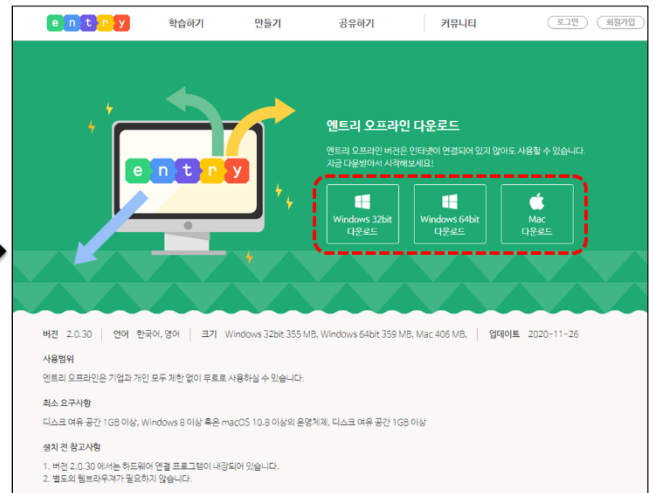 entry 학습하기 만들기 공유하기 커뮤니티 로그인 회원가입
entry
엔트리 오프라인 다운로드
엔트리 오프라인 버전은 인터넷이 연결되어 있지 않아도 사용할 수 있습니다.
지금 다운받아서 시작해보세요!
Windows 32bit
다운로드
Windows 64bit
다운로드
Mac
다운로드
버전 2.0.30 | 언어 한국어, 영어 | 크기 Windows 32bit 355 MB, Windows 64bit 359 MB, Mac 406 MB, | 업데이트 2020-11-26
사용범위
엔트리 오프라인은 기업과 개인 모두 제한 없이 무료로 사용하실 수 있습니다.
최소 요구사항
디스크 여유 공간 1GB 이상, Windows 8 이상 혹은 macOS 10.8 이상의 운영체제, 디스크 여유 공간 1GB 이상
설치 전 참고사항
1. 버전 2.0.30 에서는 하드웨어 연결 프로그램이 내장되어 있습니다.
2. 별도의 웹브라우져가 필요하지 않습니다.